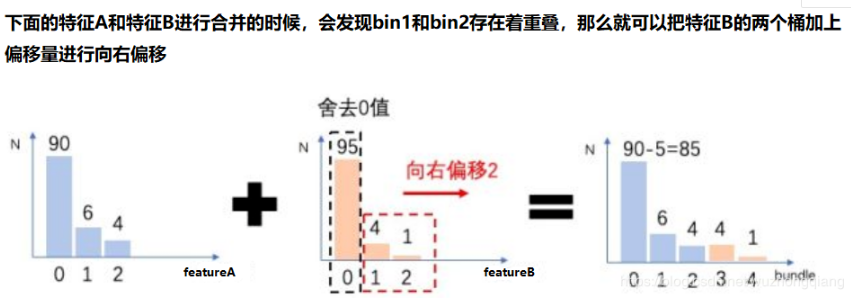 下面的特征A和特征B进行合并的时候，会发现bin1和bin2存在着重叠，那么就可以把特征B的两个桶加上
偏移量进行向右偏移
舍去0值
N 90
6
4
0 1 2 featureA
N 95
向右偏移2
4
1
0 1 2 featureB
N 90-5=85
6
4 4
1
0 1 2 3 4 bundle